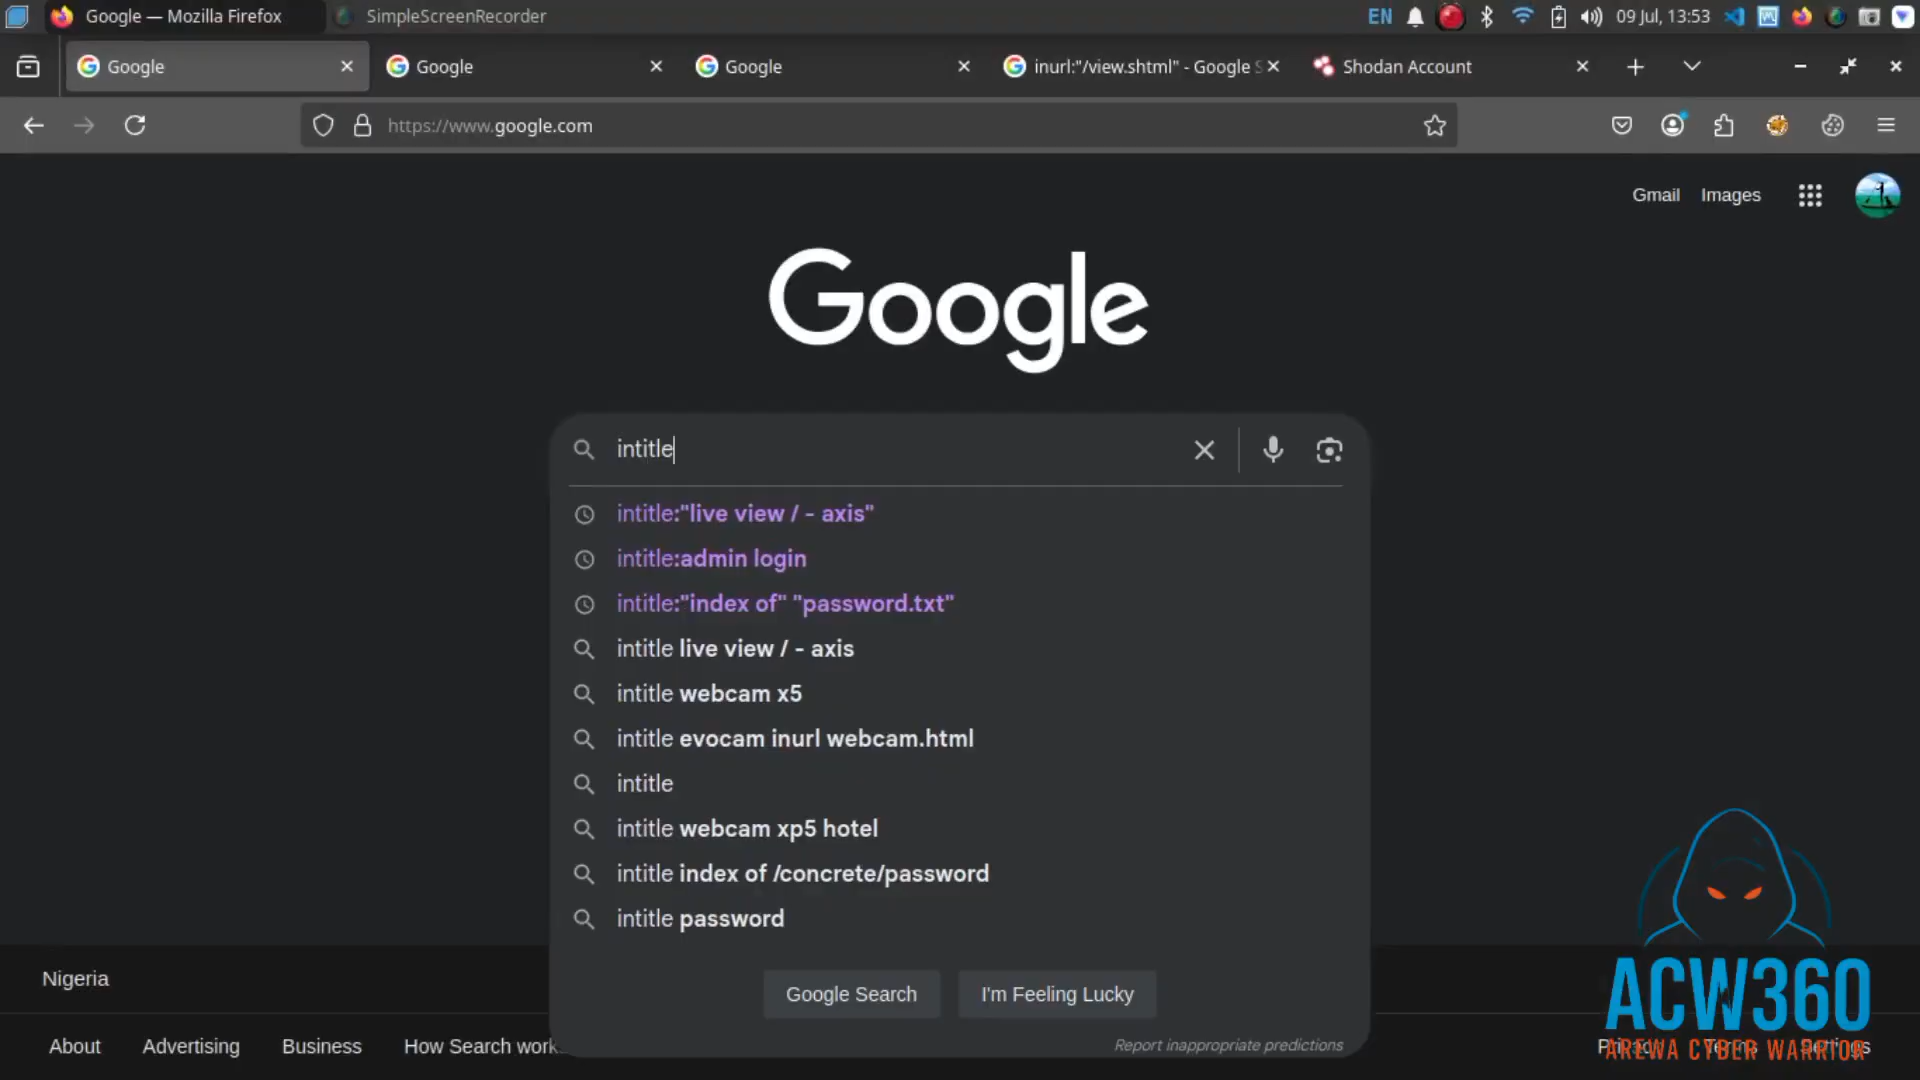 Google — Mozilla Firefox
SimpleScreenRecorder
EN
09 Jul, 13:53
Google
Google
Google
inurl:"/view.shtml" - Google S
Shodan Account
https://www.google.com
Gmail
Images
Google
intitle
intitle:"live view / - axis"
intitle:admin login
intitle:"index of" "password.txt"
intitle live view / - axis
intitle webcam x5
intitle evocam inurl webcam.html
intitle
intitle webcam xp5 hotel
intitle index of /concrete/password
intitle password
Google Search
I'm Feeling Lucky
Report inappropriate predictions
Nigeria
About
Advertising
Business
How Search work
Privacy
Terms
Settings
ACW360
AREWA CYBER WARRIOR